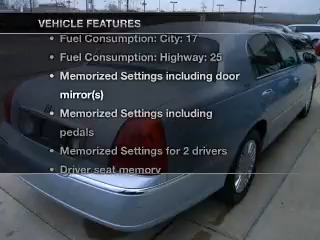 VEHICLE FEATURES
• Fuel Consumption: City: 17
• Fuel Consumption: Highway: 25
• Memorized Settings including door
mirror(s)
• Memorized Settings including
pedals
• Memorized Settings for 2 drivers
• Driver seat memory